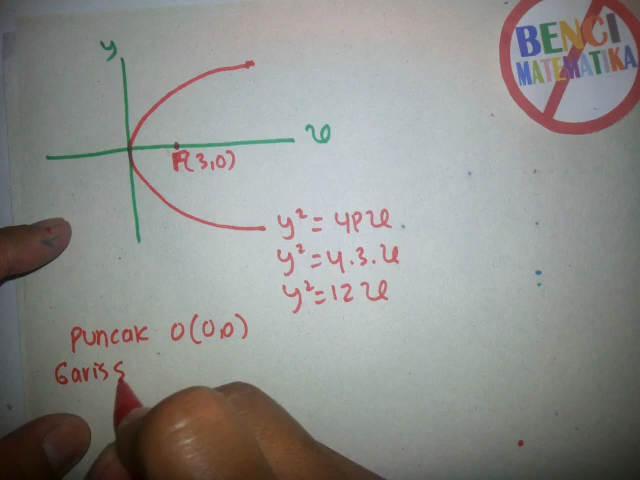 BENCI
MATEMATIKA
y
x
F(3,0)
y² = 4px
y² = 4.3.x
y² = 12x
Puncak O(0,0)
Garis s